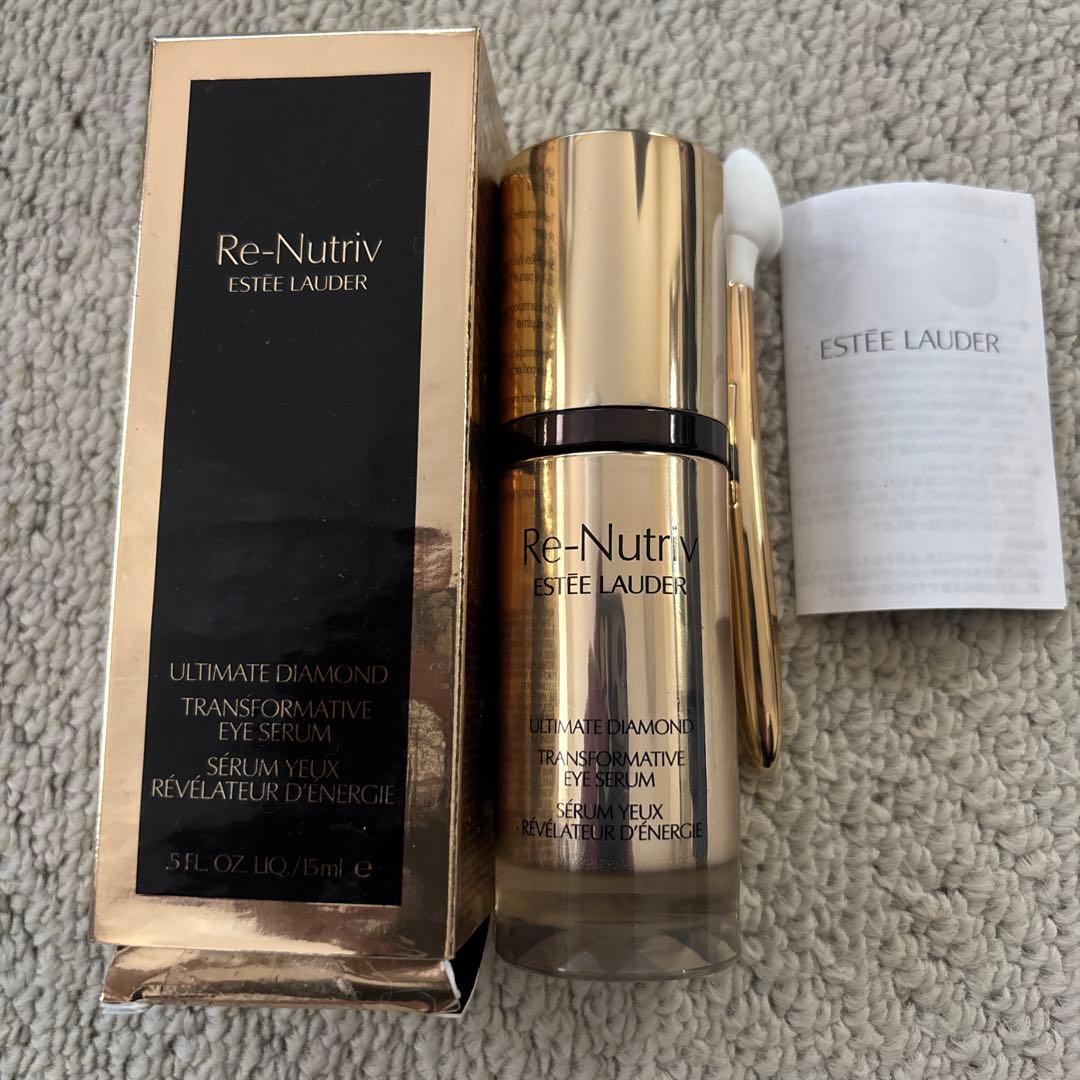 Re-Nutriv
ESTĒE LAUDER
ULTIMATE DIAMOND
TRANSFORMATIVE
EYE SERUM
SÉRUM YEUX
RÉVÉLATEUR D'ÉNERGIE
.5 FL. OZ. LIQ./15ml ℮
Re-Nutriv
ESTĒE LAUDER
ULTIMATE DIAMOND
TRANSFORMATIVE
EYE SERUM
SÉRUM YEUX
RÉVÉLATEUR D'ÉNERGIE
ESTĒE LAUDER